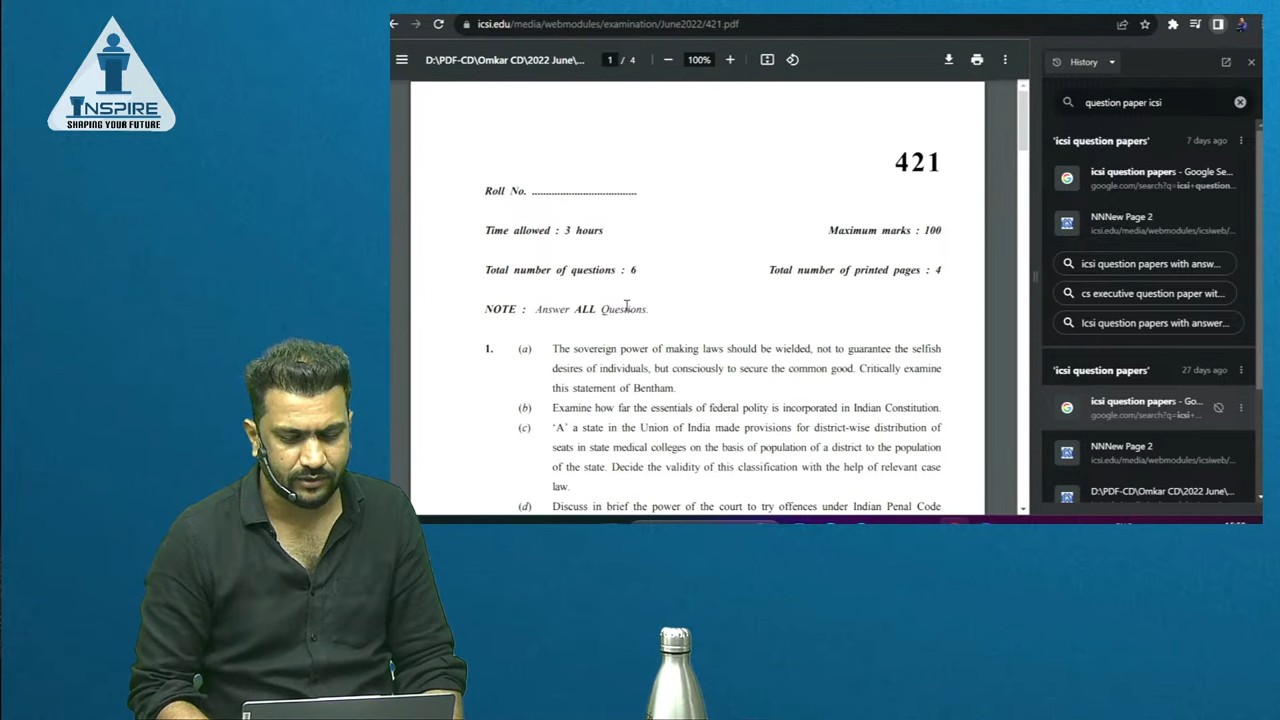 INSPIRE
SHAPING YOUR FUTURE
icsi.edu/media/webmodules/examination/June2022/421.pdf
D:\PDF-CD\Omkar CD\2022 June\...
1 / 4
100%
History
question paper icsi
'icsi question papers'
7 days ago
icsi question papers - Google Se...
google.com/search?q=icsi+question...
NNNew Page 2
icsi.edu/media/webmodules/icsiweb/...
icsi question papers with answ...
cs executive question paper wit...
Icsi question papers with answer...
'icsi question papers'
27 days ago
icsi question papers - Go...
google.com/search?q=icsi+...
NNNew Page 2
icsi.edu/media/webmodules/icsiweb/...
D:\PDF-CD\Omkar CD\2022 June\...
421
Roll No. ....................................
Time allowed : 3 hours
Maximum marks : 100
Total number of questions : 6
Total number of printed pages : 4
NOTE : Answer ALL Questions.
1. (a) The sovereign power of making laws should be wielded, not to guarantee the selfish
desires of individuals, but consciously to secure the common good. Critically examine
this statement of Bentham.
(b) Examine how far the essentials of federal polity is incorporated in Indian Constitution.
(c) 'A' a state in the Union of India made provisions for district-wise distribution of
seats in state medical colleges on the basis of population of a district to the population
of the state. Decide the validity of this classification with the help of relevant case
law.
(d) Discuss in brief the power of the court to try offences under Indian Penal Code